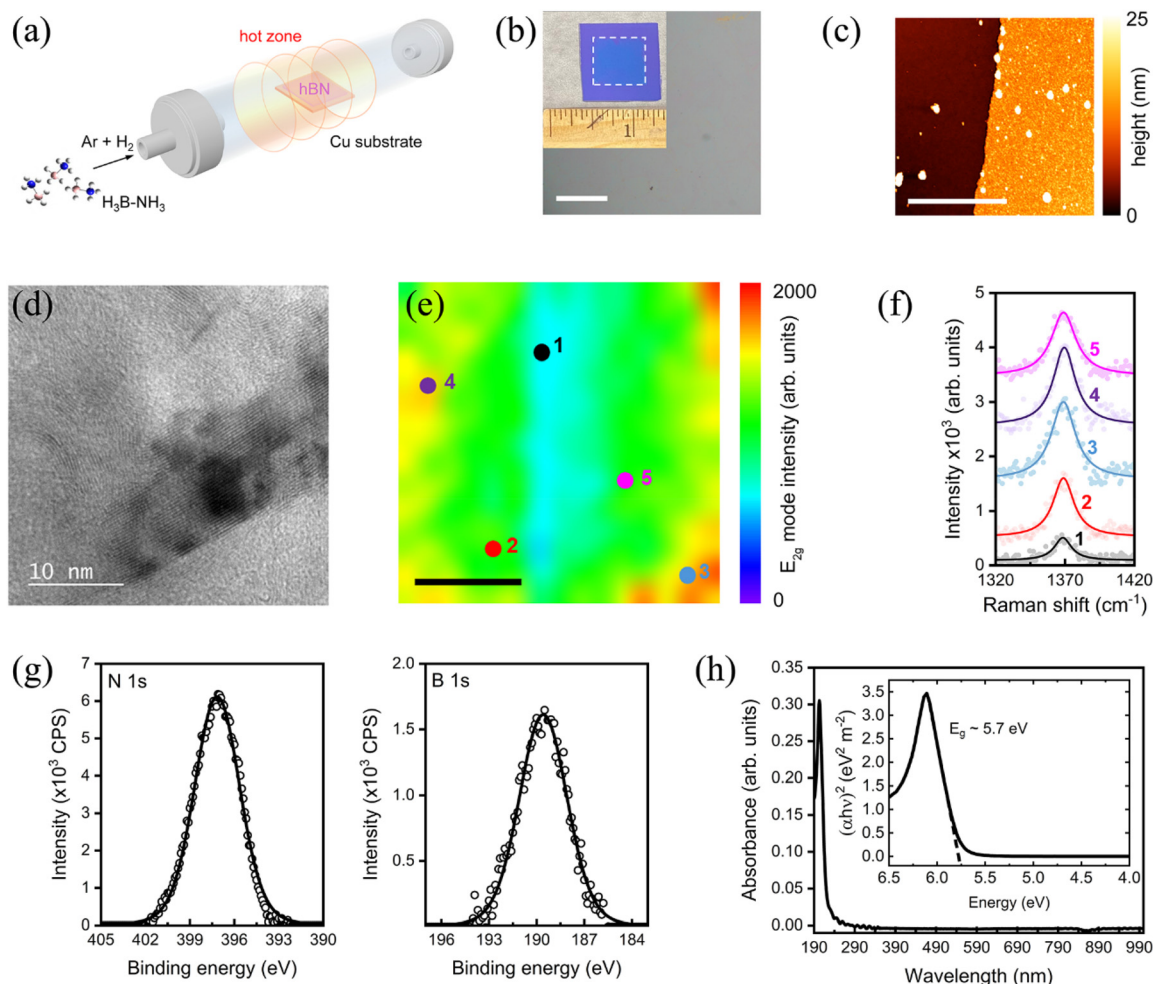 (a)
hot zone
hBN
Ar + H2
Cu substrate
H3B-NH3
(b)
1
(c)
25
height (nm)
0
(d)
10 nm
(e)
1
4
5
2
3
2000
E2g mode intensity (arb. units)
0
(f)
Intensity x10³ (arb. units)
5
4
3
2
1
0
5
4
3
2
1
1320 1370 1420
Raman shift (cm⁻¹)
(g)
N 1s
Intensity (x10³ CPS)
7
6
5
4
3
2
1
0
405 402 399 396 393 390
Binding energy (eV)
B 1s
Intensity (x10³ CPS)
2.0
1.5
1.0
0.5
196 193 190 187 184
Binding energy (eV)
(h)
Absorbance (arb. units)
0.35
0.30
0.25
0.20
0.15
0.10
0.05
0.00
190 290 390 490 590 690 790 890 990
Wavelength (nm)
(αhν)² (eV² m⁻²)
3.5
3.0
2.5
2.0
1.5
1.0
0.5
0.0
Eg ~ 5.7 eV
6.5 6.0 5.5 5.0 4.5 4.0
Energy (eV)